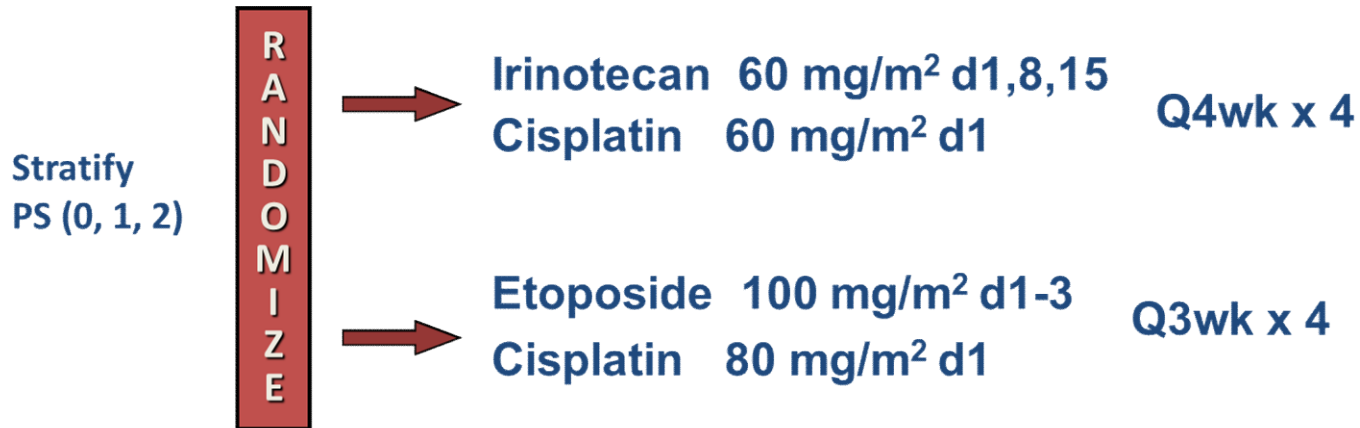 Stratify
PS (0, 1, 2)
RANDOMIZE
Irinotecan 60 mg/m² d1,8,15
Cisplatin 60 mg/m² d1
Q4wk x 4
Etoposide 100 mg/m² d1-3
Cisplatin 80 mg/m² d1
Q3wk x 4